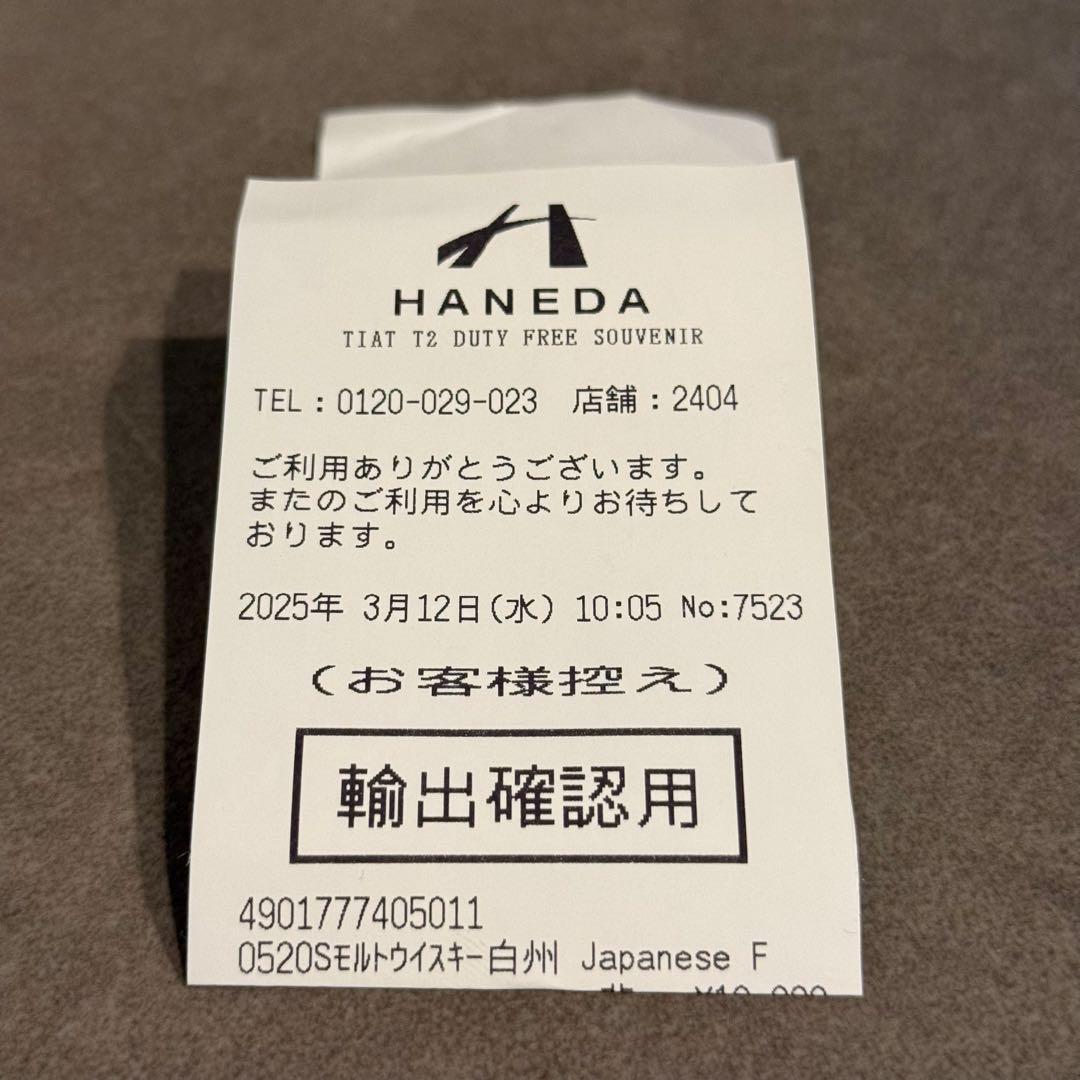 HANEDA
TIAT T2 DUTY FREE SOUVENIR
TEL：0120-029-023 店舗：2404
ご利用ありがとうございます。
またのご利用を心よりお待ちして
おります。
2025年 3月12日(水) 10:05 No:7523
(お客様控え)
輸出確認用
4901777405011
0520Sモルトウイスキー白州 Japanese F